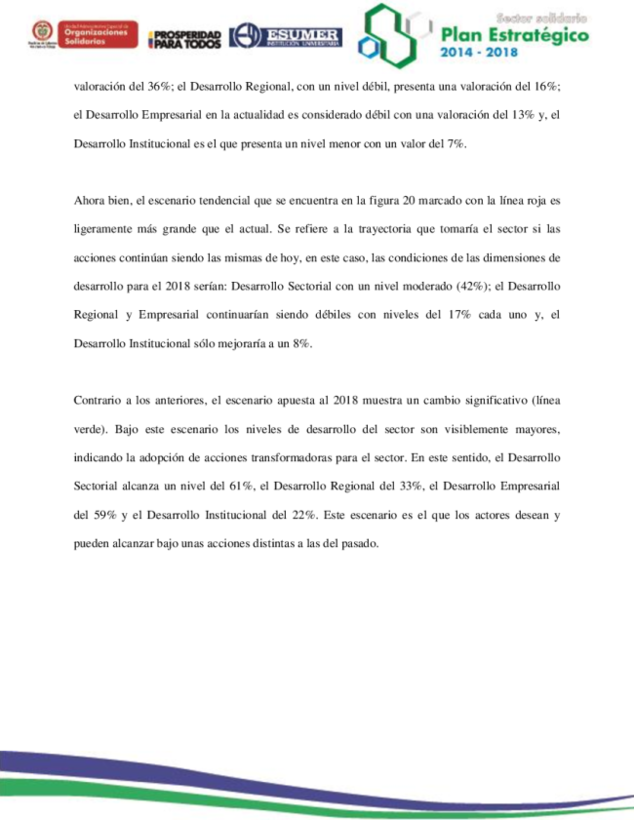 Unidad Administrativa Especial de
Organizaciones
Solidarias
PROSPERIDAD
PARA TODOS
ESUMER
INSTITUCIÓN UNIVERSITARIA
Sector solidario
Plan Estratégico
2014 - 2018
valoración del 36%; el Desarrollo Regional, con un nivel débil, presenta una valoración del 16%;
el Desarrollo Empresarial en la actualidad es considerado débil con una valoración del 13% y, el
Desarrollo Institucional es el que presenta un nivel menor con un valor del 7%.
Ahora bien, el escenario tendencial que se encuentra en la figura 20 marcado con la línea roja es
ligeramente más grande que el actual. Se refiere a la trayectoria que tomaría el sector si las
acciones continúan siendo las mismas de hoy, en este caso, las condiciones de las dimensiones de
desarrollo para el 2018 serían: Desarrollo Sectorial con un nivel moderado (42%); el Desarrollo
Regional y Empresarial continuarían siendo débiles con niveles del 17% cada uno y, el
Desarrollo Institucional sólo mejoraría a un 8%.
Contrario a los anteriores, el escenario apuesta al 2018 muestra un cambio significativo (línea
verde). Bajo este escenario los niveles de desarrollo del sector son visiblemente mayores,
indicando la adopción de acciones transformadoras para el sector. En este sentido, el Desarrollo
Sectorial alcanza un nivel del 61%, el Desarrollo Regional del 33%, el Desarrollo Empresarial
del 59% y el Desarrollo Institucional del 22%. Este escenario es el que los actores desean y
pueden alcanzar bajo unas acciones distintas a las del pasado.